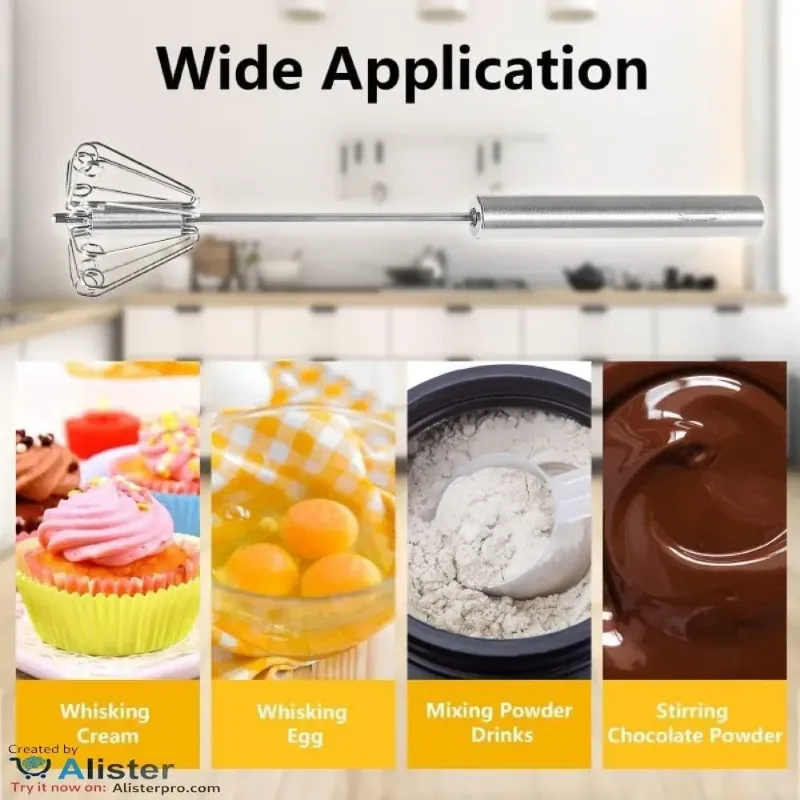 Wide Application
Whisking
Cream
Whisking
Egg
Mixing Powder
Drinks
Stirring
Chocolate Powder
Created by
Alister
Try it now on: Alisterpro.com